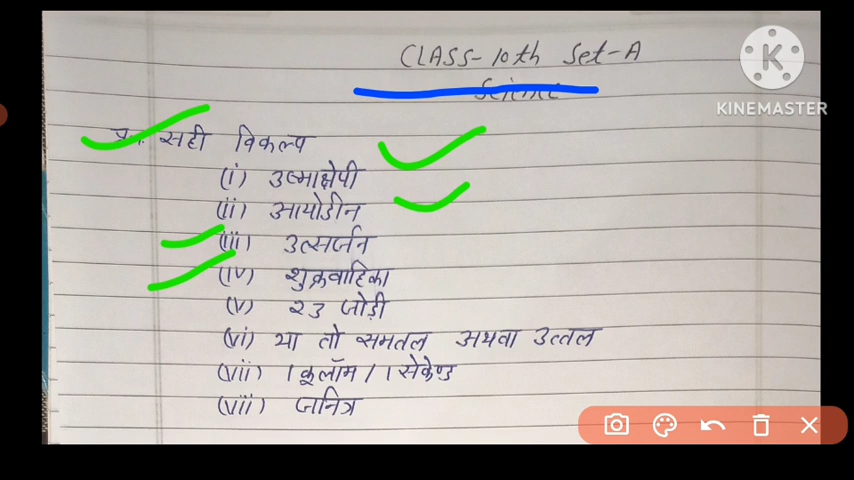 CLASS-10th Set-A
KINEMASTER
सही विकल्प
(i) उष्माक्षेपी
(ii) आयोडीन
(iii) उत्सर्जन
(iv) शुक्रवाहिका
(v) २३ जोड़ी
(vi) या तो समतल अथवा उत्तल
(vii) 1 कूलॉम / 1 सेकेण्ड
(viii) जनित्र